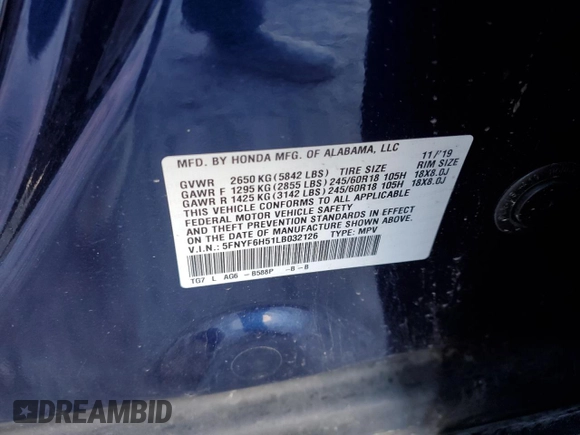 MFD. BY HONDA MFG. OF ALABAMA, LLC 11/'19
GVWR 2650 KG (5842 LBS) TIRE SIZE RIM SIZE
GAWR F 1295 KG (2855 LBS) 245/60R18 105H 18X8.0J
GAWR R 1425 KG (3142 LBS) 245/60R18 105H 18X8.0J
THIS VEHICLE CONFORMS TO ALL APPLICABLE
FEDERAL MOTOR VEHICLE SAFETY
AND THEFT PREVENTION STANDARDS IN EFFECT
ON THE DATE OF MANUFACTURE SHOWN ABOVE.
V.I.N.: 5FNYF6H51LB032126 TYPE: MPV
TG7 L AG6 -B588P -B-B
DREAMBID